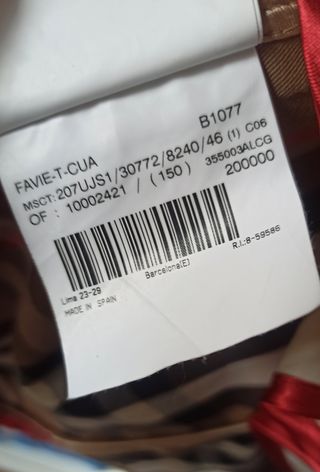 B1077
FAVIE-T-CUA
MSCT:207UJS1/30772/8240/46 (1) C06
OF : 10002421 / (150) 355003ALCG
200000
Lima 23-29 Barcelona(E) R.I.:8-59586
MADE IN SPAIN